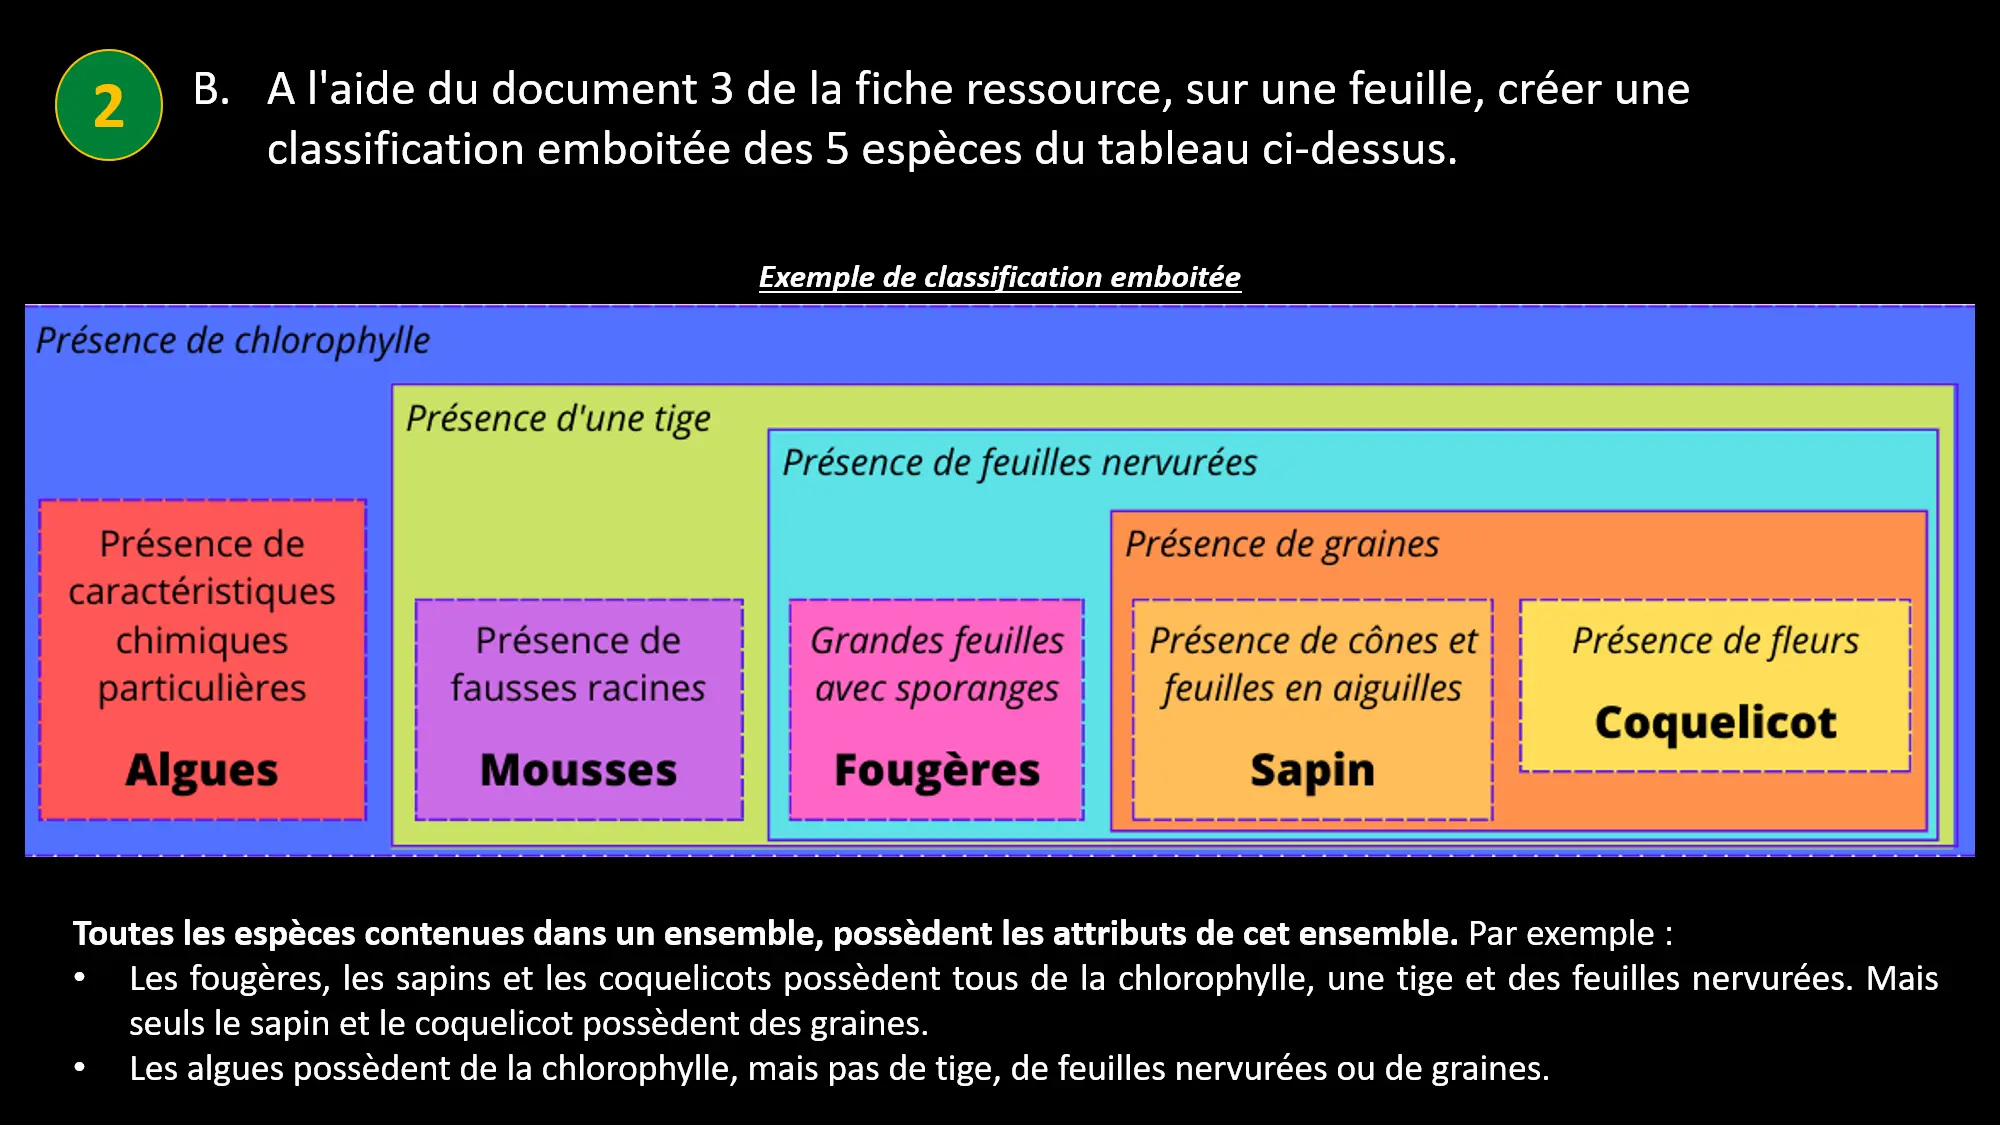 2
B. A l'aide du document 3 de la fiche ressource, sur une feuille, créer une
classification emboitée des 5 espèces du tableau ci-dessus.
Exemple de classification emboitée
Présence de chlorophylle
Présence d'une tige
Présence de feuilles nervurées
Présence de graines
Présence de
caractéristiques
chimiques
particulières
Algues
Présence de
fausses racines
Mousses
Grandes feuilles
avec sporanges
Fougères
Présence de cônes et
feuilles en aiguilles
Sapin
Présence de fleurs
Coquelicot
Toutes les espèces contenues dans un ensemble, possèdent les attributs de cet ensemble. Par exemple :
• Les fougères, les sapins et les coquelicots possèdent tous de la chlorophylle, une tige et des feuilles nervurées. Mais
seuls le sapin et le coquelicot possèdent des graines.
• Les algues possèdent de la chlorophylle, mais pas de tige, de feuilles nervurées ou de graines.